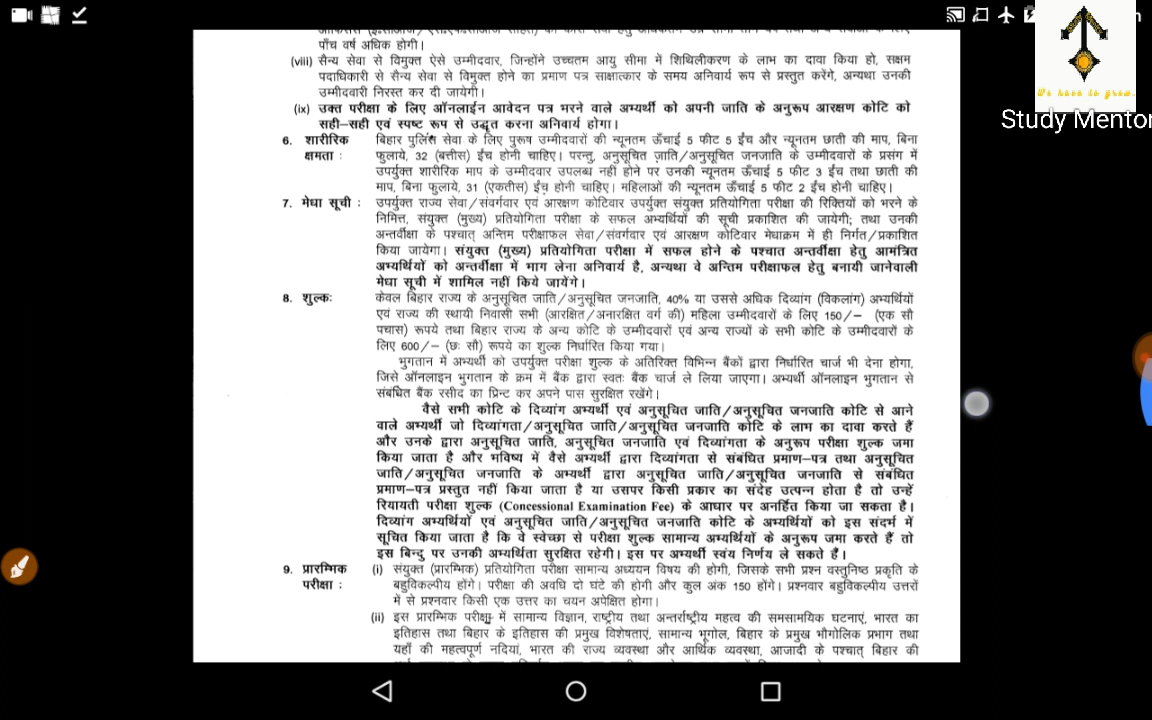 पाँच वर्ष अधिक होगी।
(viii) सैन्य सेवा से विमुक्त ऐसे उम्मीदवार, जिन्होंने उच्चतम आयु सीमा में शिथिलीकरण के लाभ का दावा किया हो, सक्षम
पदाधिकारी से सैन्य सेवा से विमुक्त होने का प्रमाण पत्र साक्षात्कार के समय अनिवार्य रूप से प्रस्तुत करेंगे, अन्यथा उनकी
उम्मीदवारी निरस्त कर दी जायेगी।
(ix) उक्त परीक्षा के लिए ऑनलाईन आवेदन पत्र भरने वाले अभ्यर्थी को अपनी जाति के अनुरूप आरक्षण कोटि को
सही–सही एवं स्पष्ट रूप से उद्धृत करना अनिवार्य होगा।
6. शारीरिक क्षमता : बिहार पुलिस सेवा के लिए पुरूष उम्मीदवारों की न्यूनतम ऊँचाई 5 फीट 5 ईंच और न्यूनतम छाती की माप, बिना
फुलाये, 32 (बत्तीस) ईंच होनी चाहिए। परन्तु, अनुसूचित जाति/अनुसूचित जनजाति के उम्मीदवारों के प्रसंग में
उपर्युक्त शारीरिक माप के उम्मीदवार उपलब्ध नहीं होने पर उनकी न्यूनतम ऊँचाई 5 फीट 3 ईंच तथा छाती की
माप, बिना फुलाये, 31 (एकतीस) ईंच होनी चाहिए। महिलाओं की न्यूनतम ऊँचाई 5 फीट 2 ईंच होनी चाहिए।
7. मेधा सूची : उपर्युक्त राज्य सेवा/संवर्गवार एवं आरक्षण कोटिवार उपर्युक्त संयुक्त प्रतियोगिता परीक्षा की रिक्तियों को भरने के
निमित्त, संयुक्त (मुख्य) प्रतियोगिता परीक्षा के सफल अभ्यर्थियों की सूची प्रकाशित की जायेगी; तथा उनकी
अन्तर्वीक्षा के पश्चात् अन्तिम परीक्षाफल सेवा/संवर्गवार एवं आरक्षण कोटिवार मेधाक्रम में ही निर्गत/प्रकाशित
किया जायेगा। संयुक्त (मुख्य) प्रतियोगिता परीक्षा में सफल होने के पश्चात अन्तर्वीक्षा हेतु आमंत्रित
अभ्यर्थियों को अन्तर्वीक्षा में भाग लेना अनिवार्य है, अन्यथा वे अन्तिम परीक्षाफल हेतु बनायी जानेवाली
मेधा सूची में शामिल नहीं किये जायेंगे।
8. शुल्कः केवल बिहार राज्य के अनुसूचित जाति/अनुसूचित जनजाति, 40% या उससे अधिक दिव्यांग (विकलांग) अभ्यर्थियों
एवं राज्य की स्थायी निवासी सभी (आरक्षित/अनारक्षित वर्ग की) महिला उम्मीदवारों के लिए 150/– (एक सौ
पचास) रूपये तथा बिहार राज्य के अन्य कोटि के उम्मीदवारों एवं अन्य राज्यों के सभी कोटि के उम्मीदवारों के
लिए 600/– (छः सौ) रूपये का शुल्क निर्धारित किया गया।
भुगतान में अभ्यर्थी को उपर्युक्त परीक्षा शुल्क के अतिरिक्त विभिन्न बैंकों द्वारा निर्धारित चार्ज भी देना होगा,
जिसे ऑनलाइन भुगतान के क्रम में बैंक द्वारा स्वतः बैंक चार्ज ले लिया जाएगा। अभ्यर्थी ऑनलाइन भुगतान से
संबंधित बैंक रसीद का प्रिन्ट कर अपने पास सुरक्षित रखेंगे।
वैसे सभी कोटि के दिव्यांग अभ्यर्थी एवं अनुसूचित जाति/अनुसूचित जनजाति कोटि से आने
वाले अभ्यर्थी जो दिव्यांगता/अनुसूचित जाति/अनुसूचित जनजाति कोटि के लाभ का दावा करते हैं
और उनके द्वारा अनुसूचित जाति, अनुसूचित जनजाति एवं दिव्यांगता के अनुरूप परीक्षा शुल्क जमा
किया जाता है और भविष्य में वैसे अभ्यर्थी द्वारा दिव्यांगता से संबंधित प्रमाण–पत्र तथा अनुसूचित
जाति/अनुसूचित जनजाति के अभ्यर्थी द्वारा अनुसूचित जाति/अनुसूचित जनजाति से संबंधित
प्रमाण–पत्र प्रस्तुत नहीं किया जाता है या उसपर किसी प्रकार का संदेह उत्पन्न होता है तो उन्हें
रियायती परीक्षा शुल्क (Concessional Examination Fee) के आधार पर अनर्हित किया जा सकता है।
दिव्यांग अभ्यर्थियों एवं अनुसूचित जाति/अनुसूचित जनजाति कोटि के अभ्यर्थियों को इस संदर्भ में
सूचित किया जाता है कि वे स्वेच्छा से परीक्षा शुल्क सामान्य अभ्यर्थियों के अनुरूप जमा करते हैं तो
इस बिन्दु पर उनकी अभ्यर्थिता सुरक्षित रहेगी। इस पर अभ्यर्थी स्वंय निर्णय ले सकते हैं।
9. प्रारम्भिक परीक्षा : (i) संयुक्त (प्रारम्भिक) प्रतियोगिता परीक्षा सामान्य अध्ययन विषय की होगी, जिसके सभी प्रश्न वस्तुनिष्ठ प्रकृति के
बहुविकल्पीय होंगे। परीक्षा की अवधि दो घंटे की होगी और कुल अंक 150 होंगे। प्रश्नवार बहुविकल्पीय उत्तरों
में से प्रश्नवार किसी एक उत्तर का चयन अपेक्षित होगा।
(ii) इस प्रारम्भिक परीक्षा में सामान्य विज्ञान, राष्ट्रीय तथा अन्तर्राष्ट्रीय महत्व की समसामयिक घटनाएं, भारत का
इतिहास तथा बिहार के इतिहास की प्रमुख विशेषताएं, सामान्य भूगोल, बिहार के प्रमुख भौगोलिक प्रभाग तथा
यहाँ की महत्वपूर्ण नदियां, भारत की राज्य व्यवस्था और आर्थिक व्यवस्था, आजादी के पश्चात् बिहार की
We have to grow.
Study Mentor